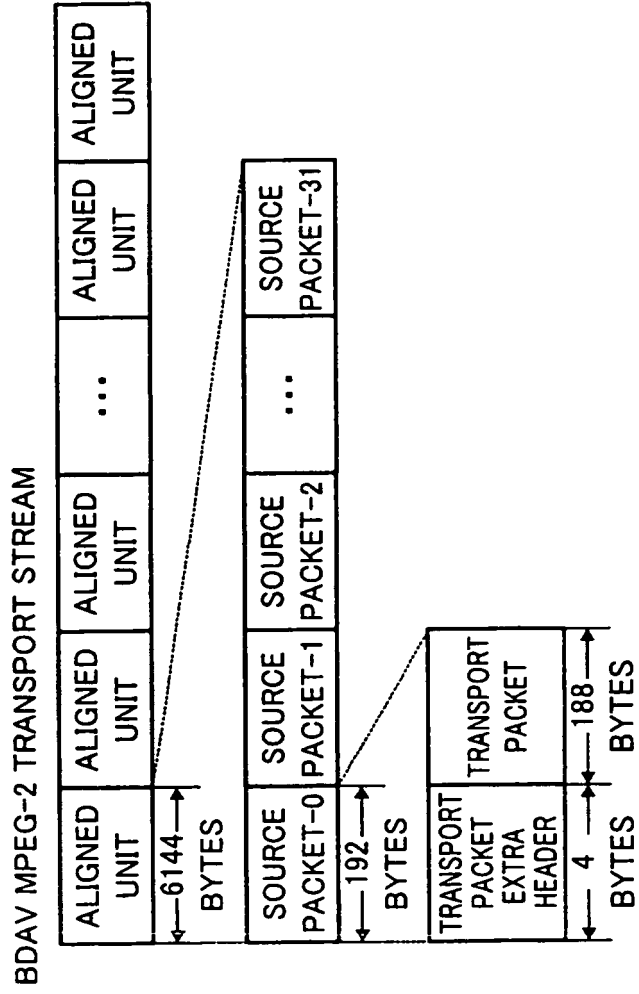 BDAV MPEG-2 TRANSPORT STREAM
ALIGNED
UNIT
ALIGNED
UNIT
ALIGNED
UNIT
...
ALIGNED
UNIT
ALIGNED
UNIT
6144
BYTES
SOURCE
PACKET-0
SOURCE
PACKET-1
SOURCE
PACKET-2
...
SOURCE
PACKET-31
192
BYTES
TRANSPORT
PACKET
EXTRA
HEADER
TRANSPORT
PACKET
4
BYTES
188
BYTES